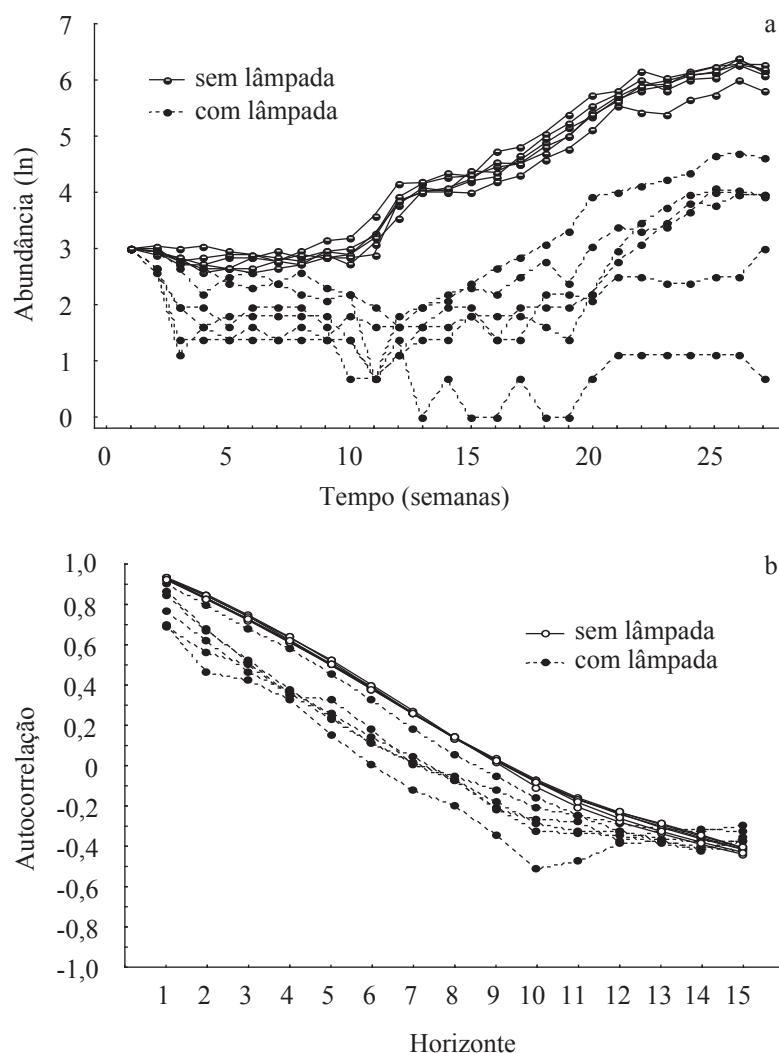 a
7
6
5
4
3
2
1
0
Abundância (ln)
sem lâmpada
com lâmpada
0 5 10 15 20 25
Tempo (semanas)
b
1,0
0,8
0,6
0,4
0,2
0
-0,2
-0,4
-0,6
-0,8
-1,0
Autocorrelação
sem lâmpada
com lâmpada
1 2 3 4 5 6 7 8 9 10 11 12 13 14 15
Horizonte